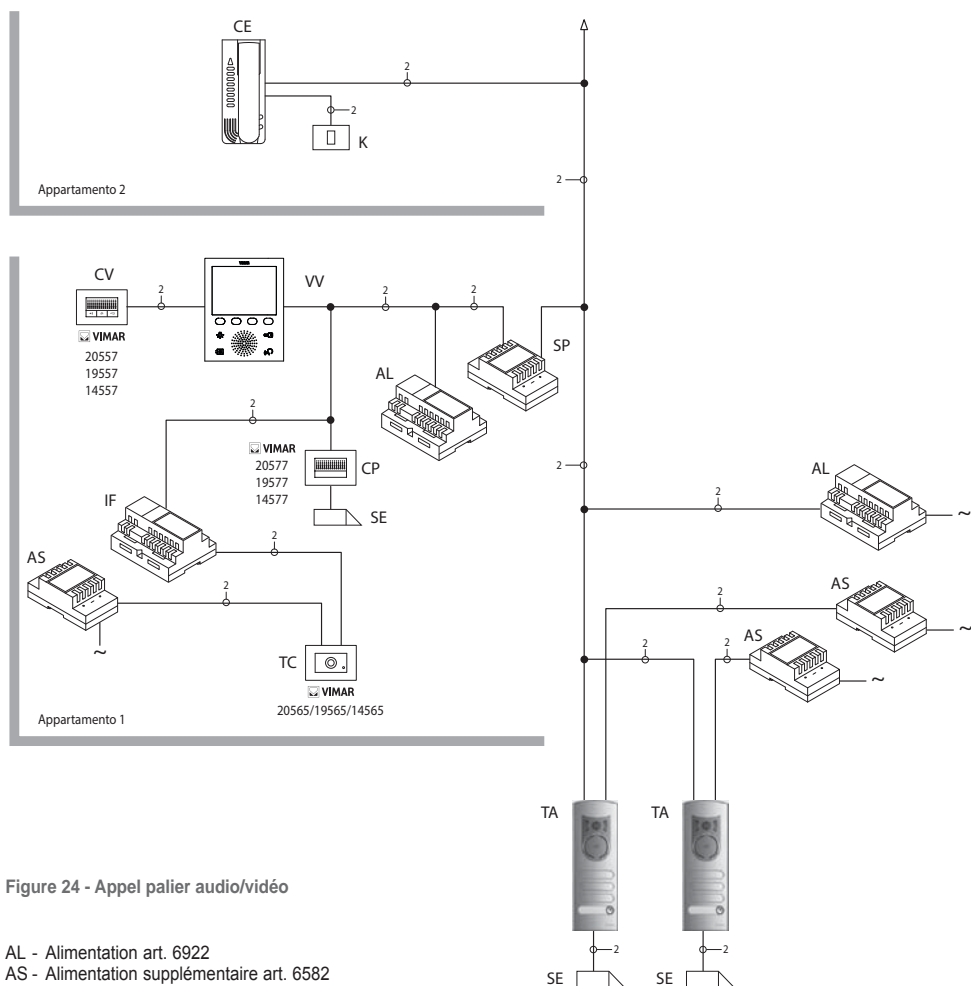 CE
2
2
K
2
Appartamento 2
CV
2
VV
2
2
SP
VIMAR
20557
19557
14557
AL
2
VIMAR
20577
19577
14577
CP
2
AL
2
~
IF
SE
2
AS
2
AS
2
~
2
2
AS
~
~
TC
VIMAR
20565/19565/14565
Appartamento 1
TA
TA
Figure 24 - Appel palier audio/vidéo
2
2
AL - Alimentation art. 6922
AS - Alimentation supplémentaire art. 6582
SE
SE